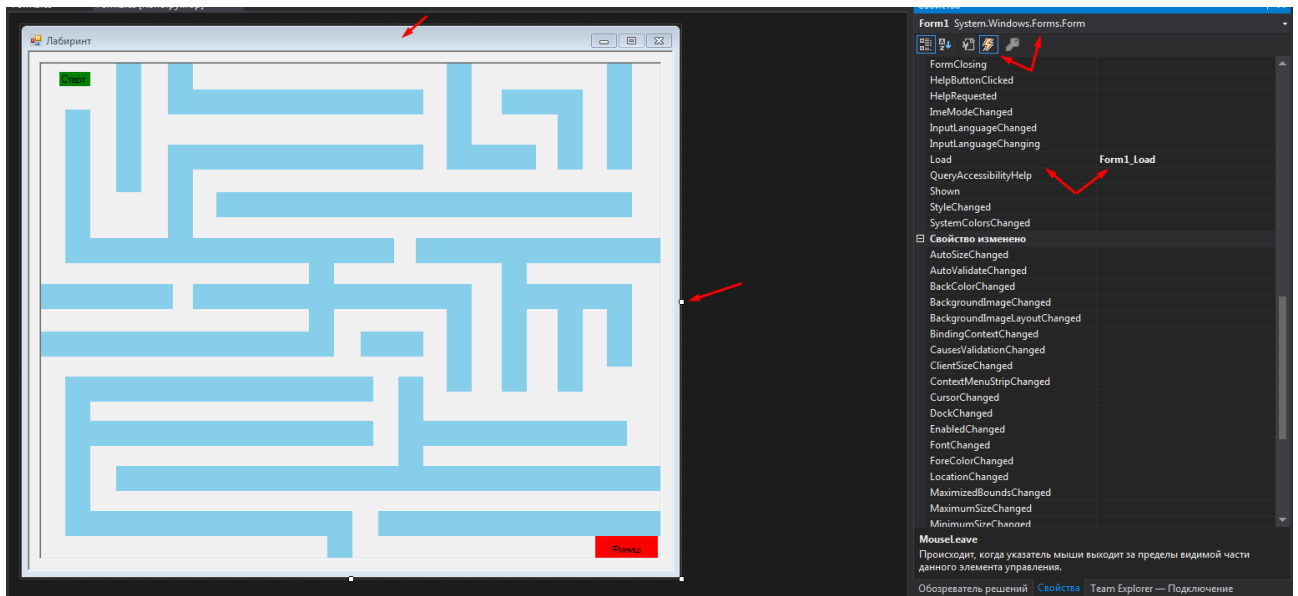 Свойства
Лабиринт
Старт
Финиш
Form1 System.Windows.Forms.Form
FormClosing
HelpButtonClicked
HelpRequested
ImeModeChanged
InputLanguageChanged
InputLanguageChanging
Load Form1_Load
QueryAccessibilityHelp
Shown
StyleChanged
SystemColorsChanged
Свойство изменено
AutoSizeChanged
AutoValidateChanged
BackColorChanged
BackgroundImageChanged
BackgroundImageLayoutChanged
BindingContextChanged
CausesValidationChanged
ClientSizeChanged
ContextMenuStripChanged
CursorChanged
DockChanged
EnabledChanged
FontChanged
ForeColorChanged
LocationChanged
MaximizedBoundsChanged
MaximumSizeChanged
MinimumSizeChanged
MouseLeave
Происходит, когда указатель мыши выходит за пределы видимой части
данного элемента управления.
Обозреватель решений Свойства Team Explorer — Подключение